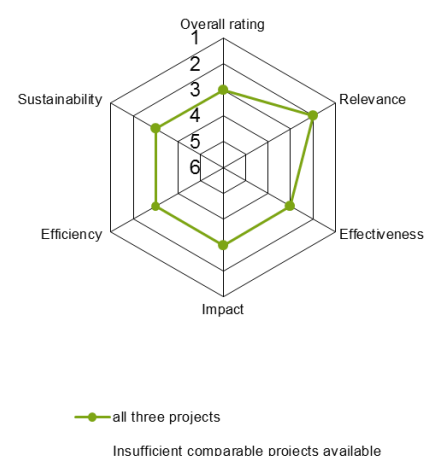 Overall rating
1
2
3
4
5
6
Sustainability
Relevance
Efficiency
Effectiveness
Impact
all three projects
Insufficient comparable projects available